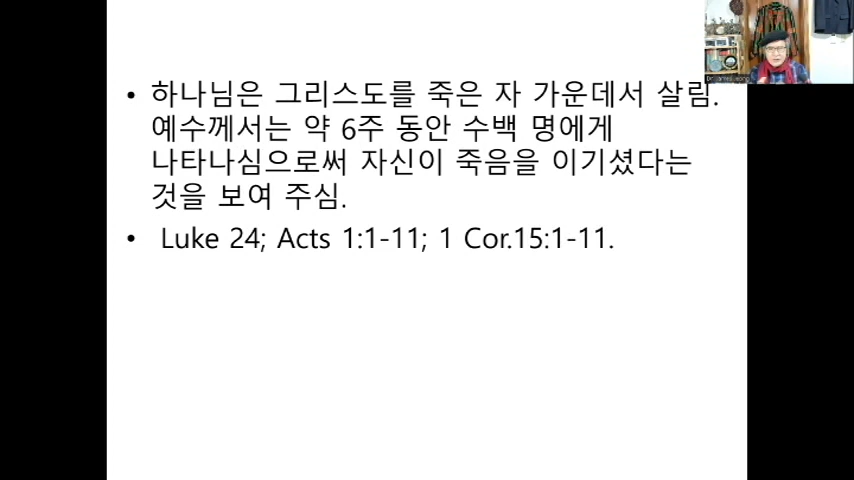 • 하나님은 그리스도를 죽은 자 가운데서 살림.
예수께서는 약 6주 동안 수백 명에게
나타나심으로써 자신이 죽음을 이기셨다는
것을 보여 주심.
• Luke 24; Acts 1:1-11; 1 Cor.15:1-11.